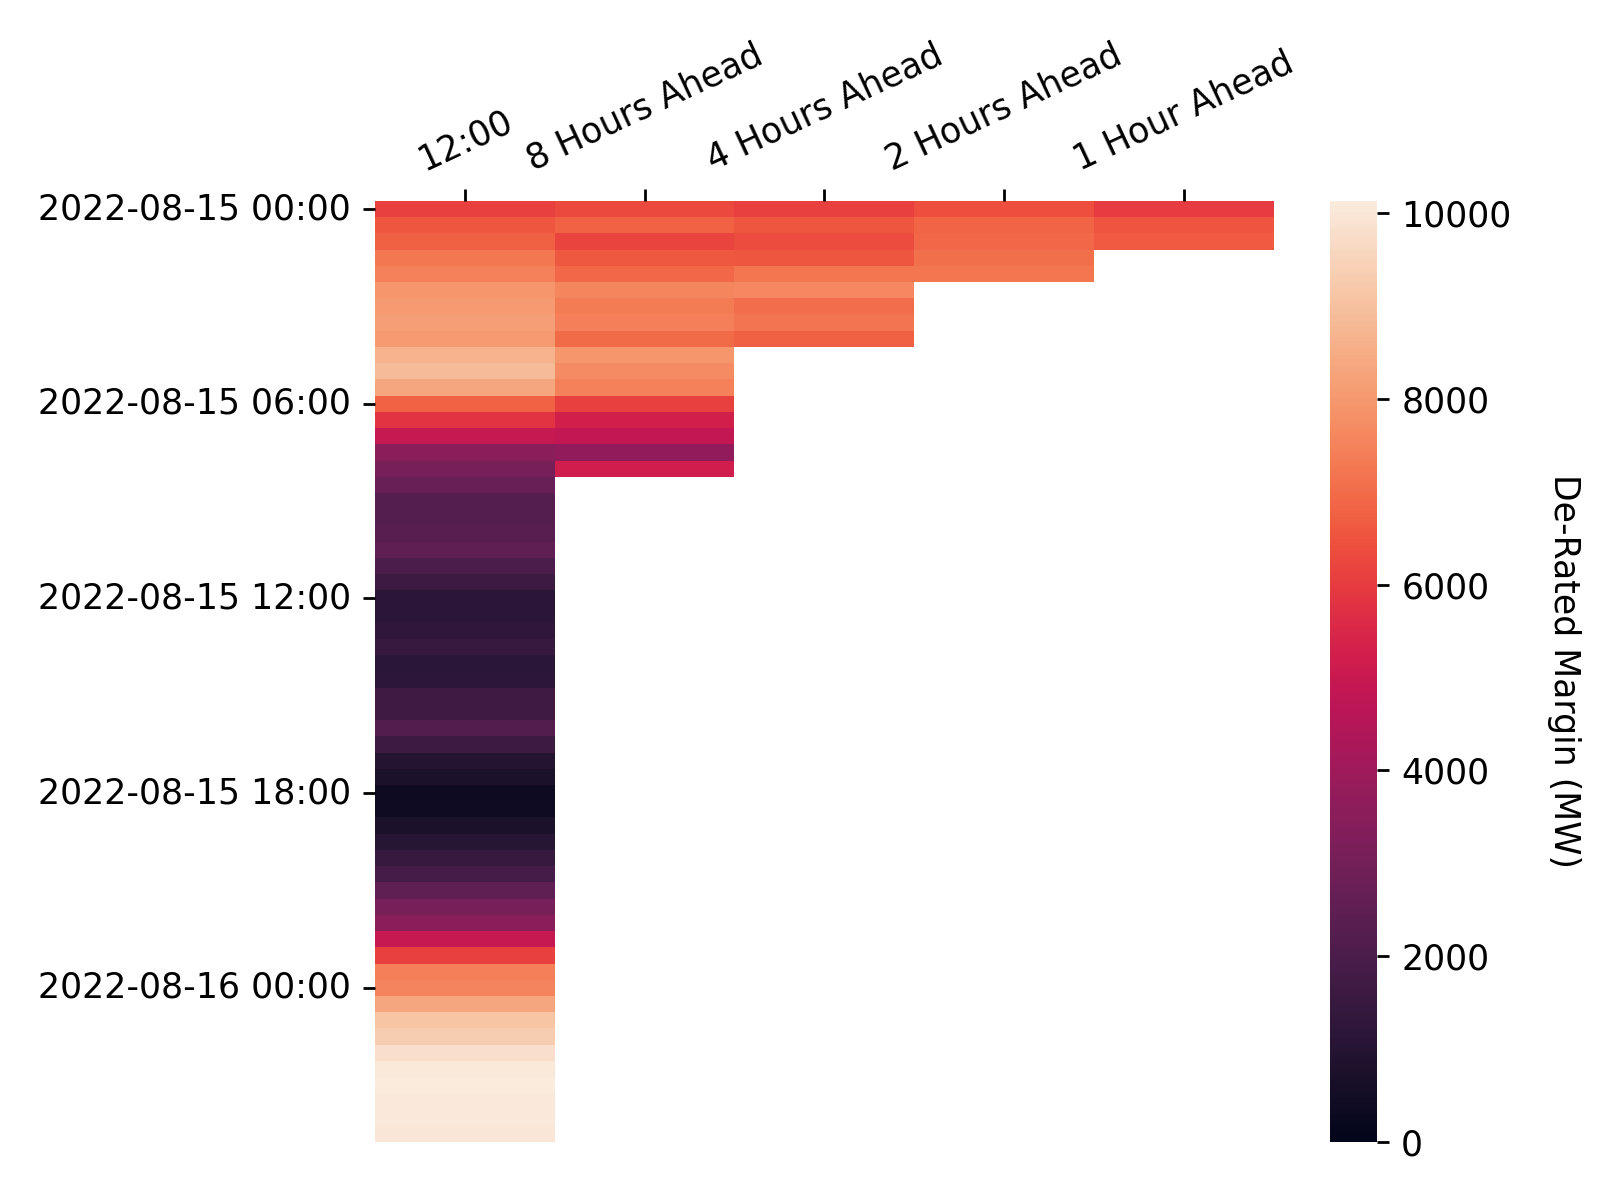 12:00
8 Hours Ahead
4 Hours Ahead
2 Hours Ahead
1 Hour Ahead
2022-08-15 00:00
2022-08-15 06:00
2022-08-15 12:00
2022-08-15 18:00
2022-08-16 00:00
10000
8000
6000
4000
2000
0
De-Rated Margin (MW)